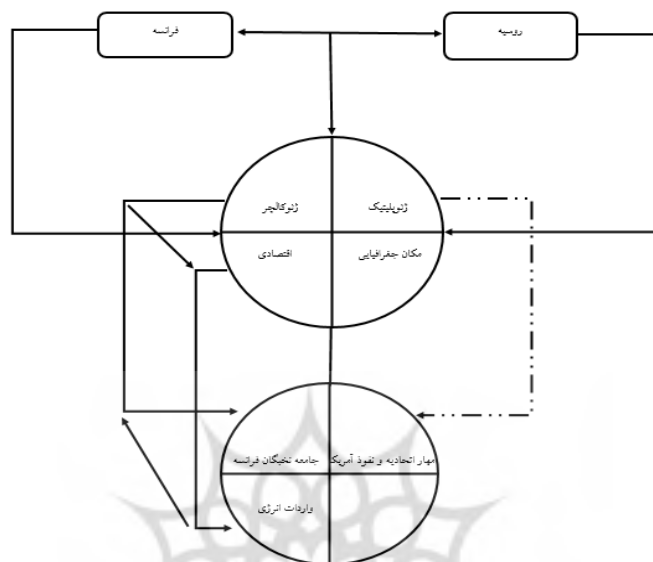 روسیه
فرانسه
ژئوپلیتیک
ژئوکالچر
مکان جغرافیایی
اقتصادی
مهار اتحادیه و نفوذ آمریکا
جامعه نخبگان فرانسه
واردات انرژی